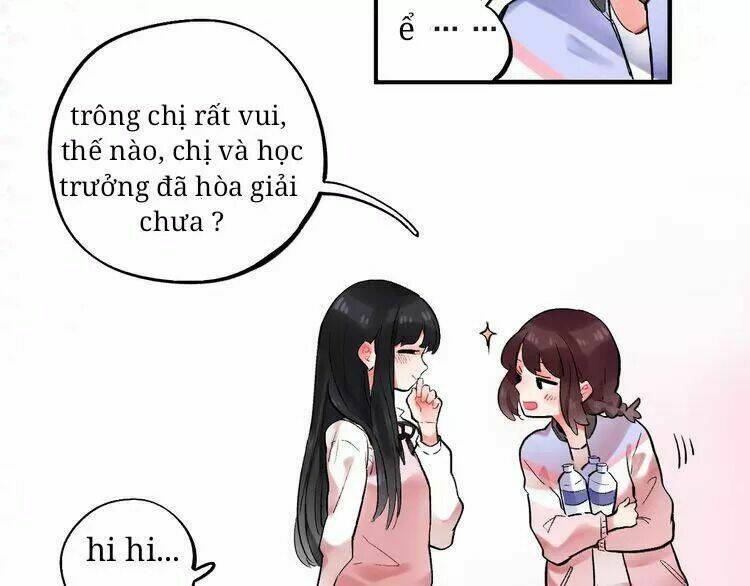 ể ... ...
trông chị rất vui,
thế nào, chị và học
trưởng đã hòa giải
chưa ?
hi hi...